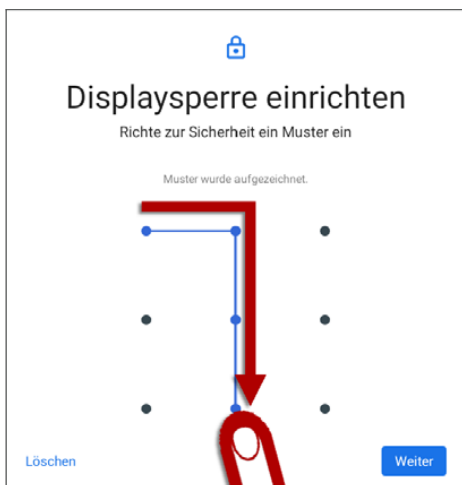 Displaysperre einrichten
Richte zur Sicherheit ein Muster ein
Muster wurde aufgezeichnet.
Löschen
Weiter